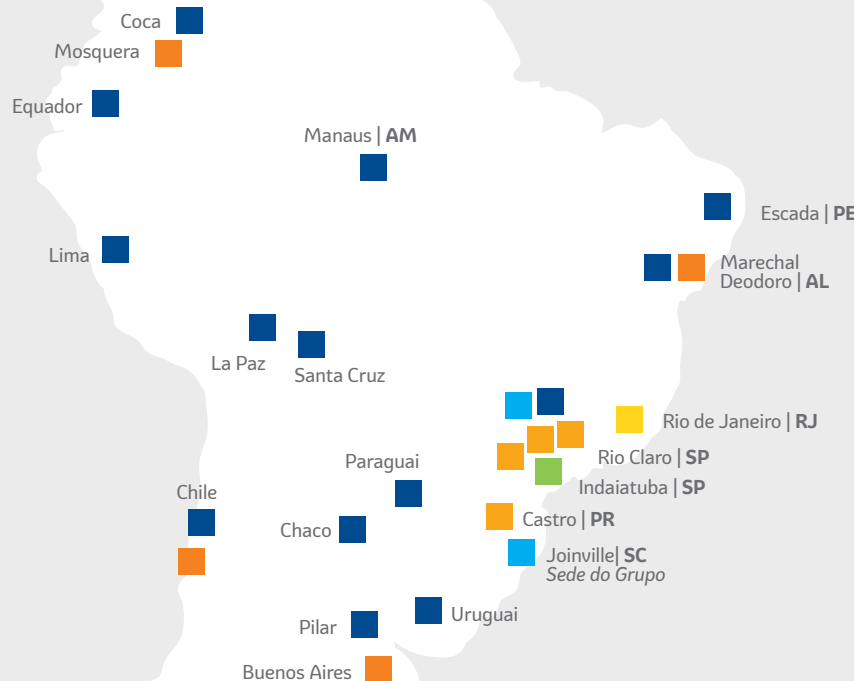 Coca
Mosquera
Equador
Manaus | AM
Escada | PE
Lima
Marechal
Deodoro | AL
La Paz
Santa Cruz
Rio de Janeiro | RJ
Paraguai
Rio Claro | SP
Indaiatuba | SP
Chile
Castro | PR
Chaco
Joinville| SC
Sede do Grupo
Uruguai
Pilar
Buenos Aires